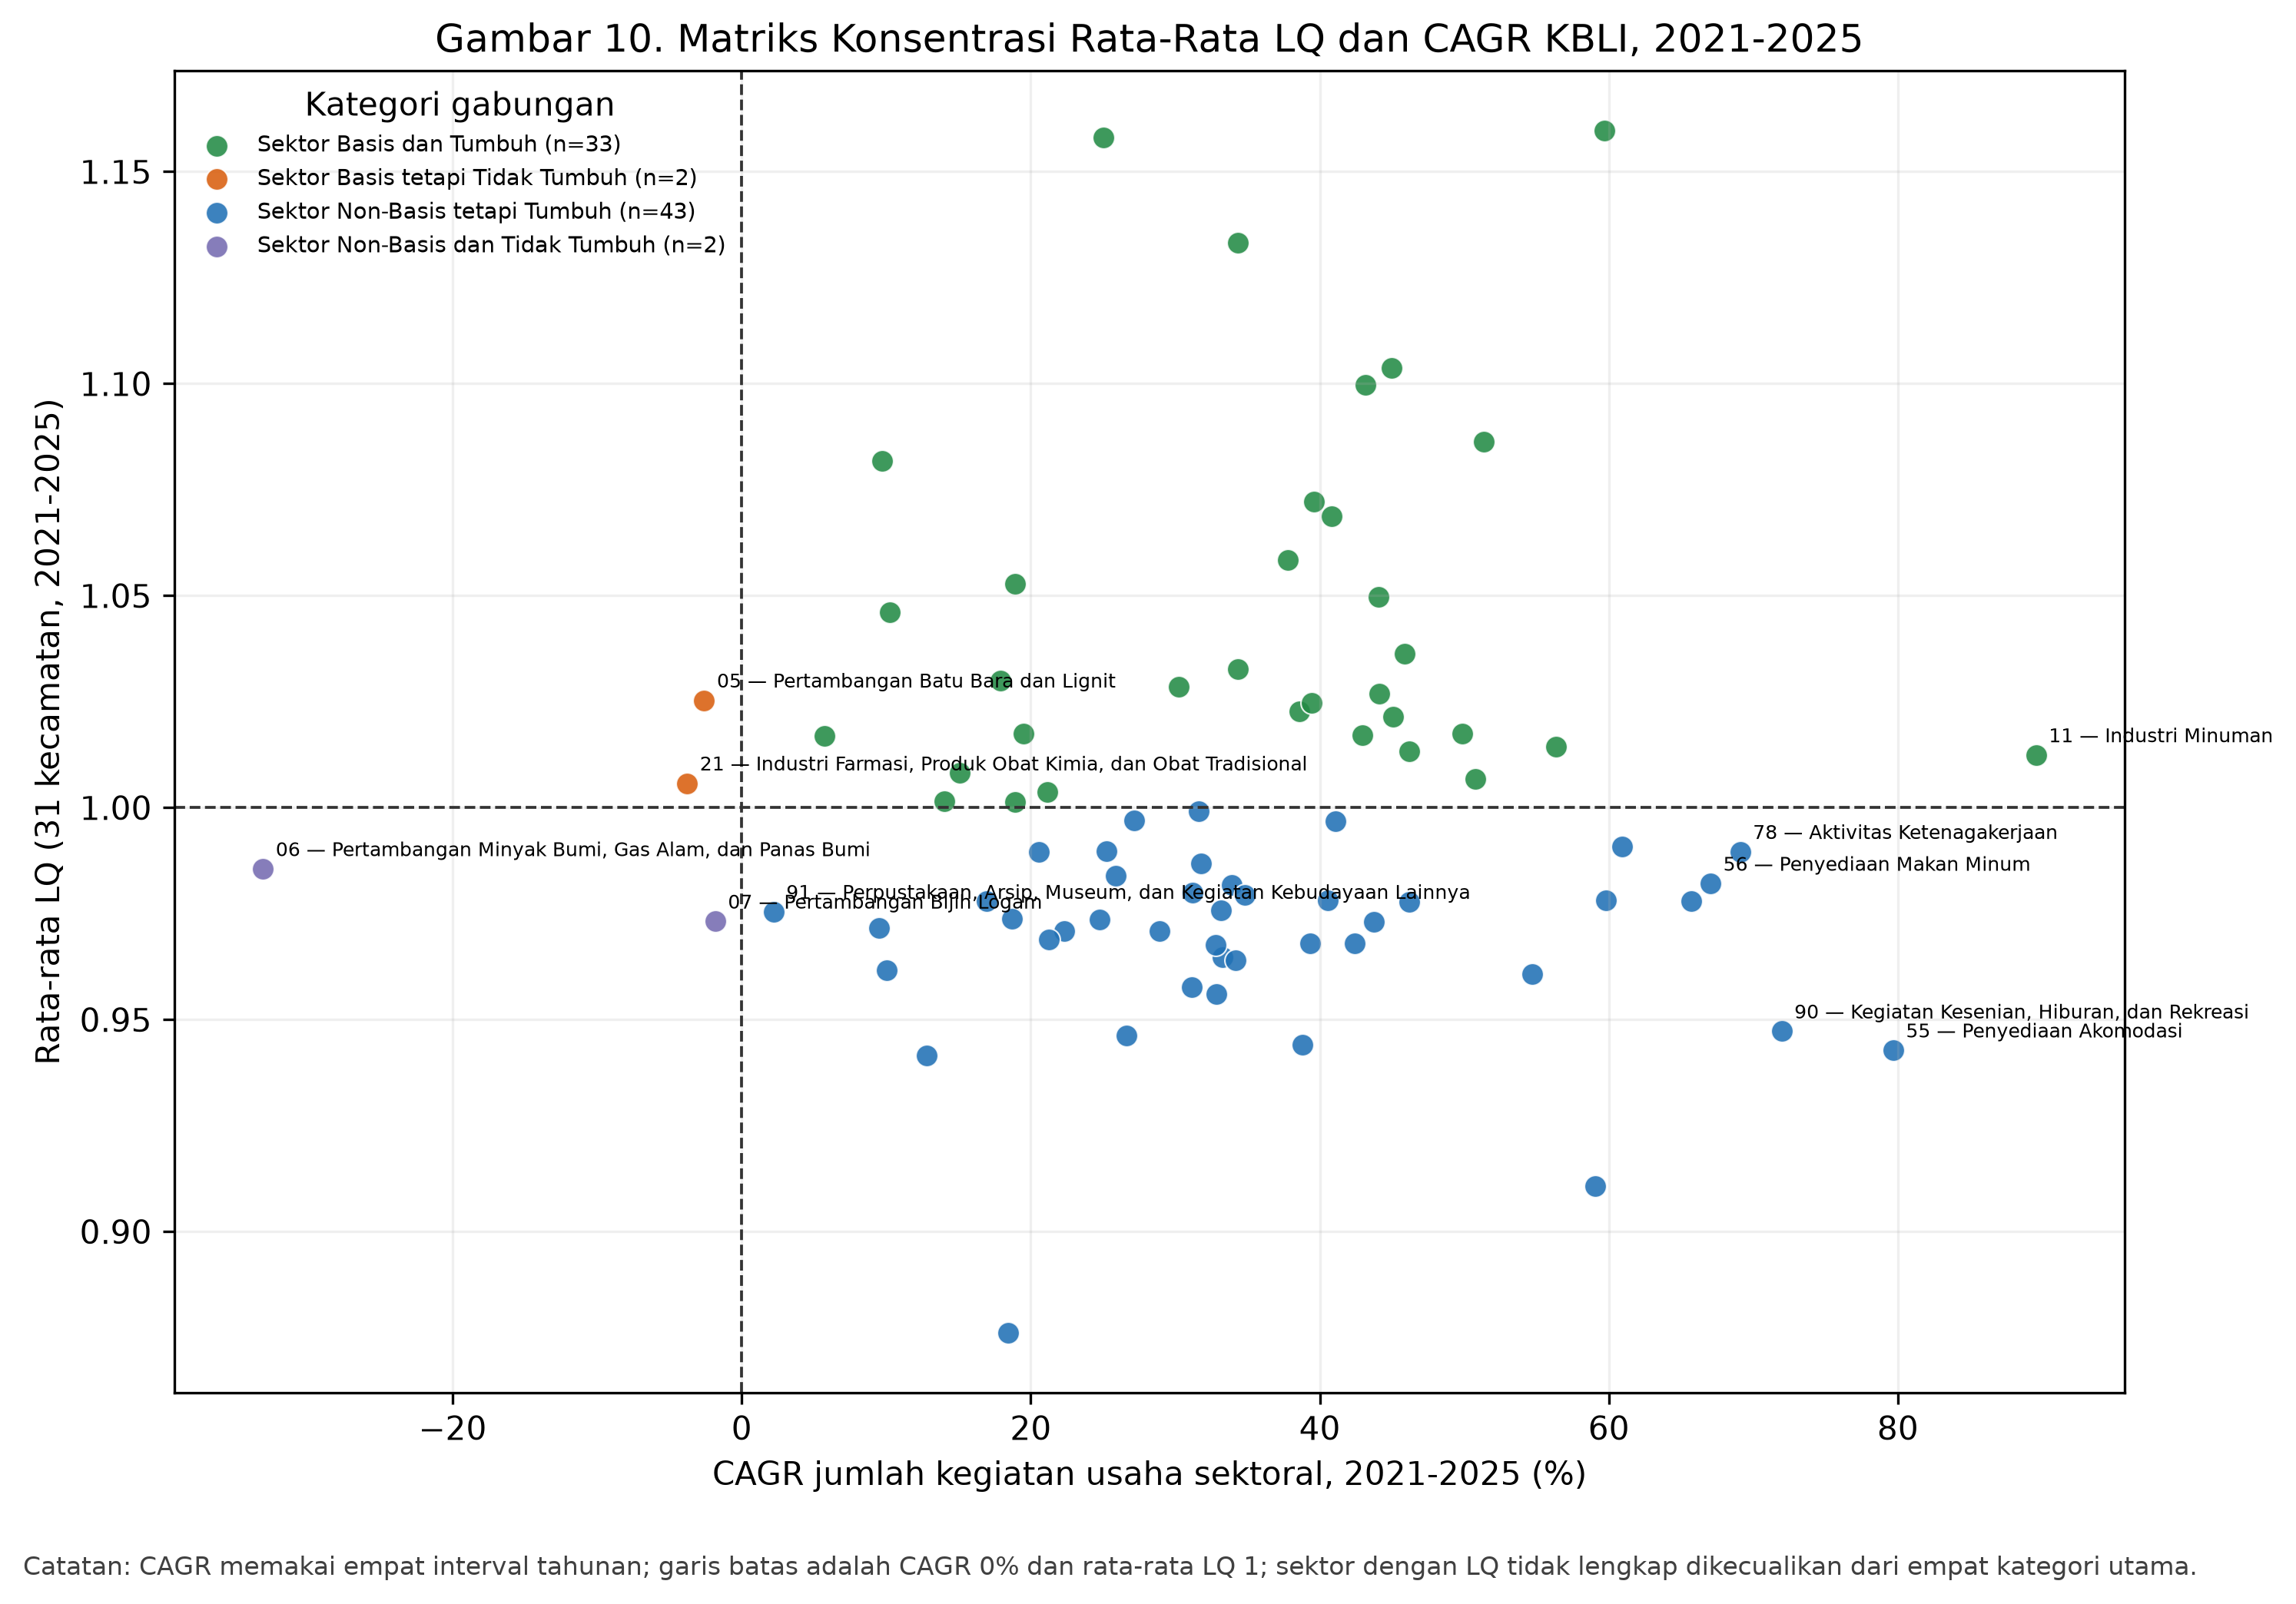 Gambar 10. Matriks Konsentrasi Rata-Rata LQ dan CAGR KBLI, 2021-2025
Kategori gabungan
Sektor Basis dan Tumbuh (n=33)
Sektor Basis tetapi Tidak Tumbuh (n=2)
Sektor Non-Basis tetapi Tumbuh (n=43)
Sektor Non-Basis dan Tidak Tumbuh (n=2)
Rata-rata LQ (31 kecamatan, 2021-2025)
1.15
1.10
1.05
1.00
0.95
0.90
05 — Pertambangan Batu Bara dan Lignit
11 — Industri Minuman
21 — Industri Farmasi, Produk Obat Kimia, dan Obat Tradisional
78 — Aktivitas Ketenagakerjaan
06 — Pertambangan Minyak Bumi, Gas Alam, dan Panas Bumi
56 — Penyediaan Makan Minum
91 — Perpustakaan, Arsip, Museum, dan Kegiatan Kebudayaan Lainnya
07 — Pertambangan Bijih Logam
90 — Kegiatan Kesenian, Hiburan, dan Rekreasi
55 — Penyediaan Akomodasi
−20
0
20
40
60
80
CAGR jumlah kegiatan usaha sektoral, 2021-2025 (%)
Catatan: CAGR memakai empat interval tahunan; garis batas adalah CAGR 0% dan rata-rata LQ 1; sektor dengan LQ tidak lengkap dikecualikan dari empat kategori utama.